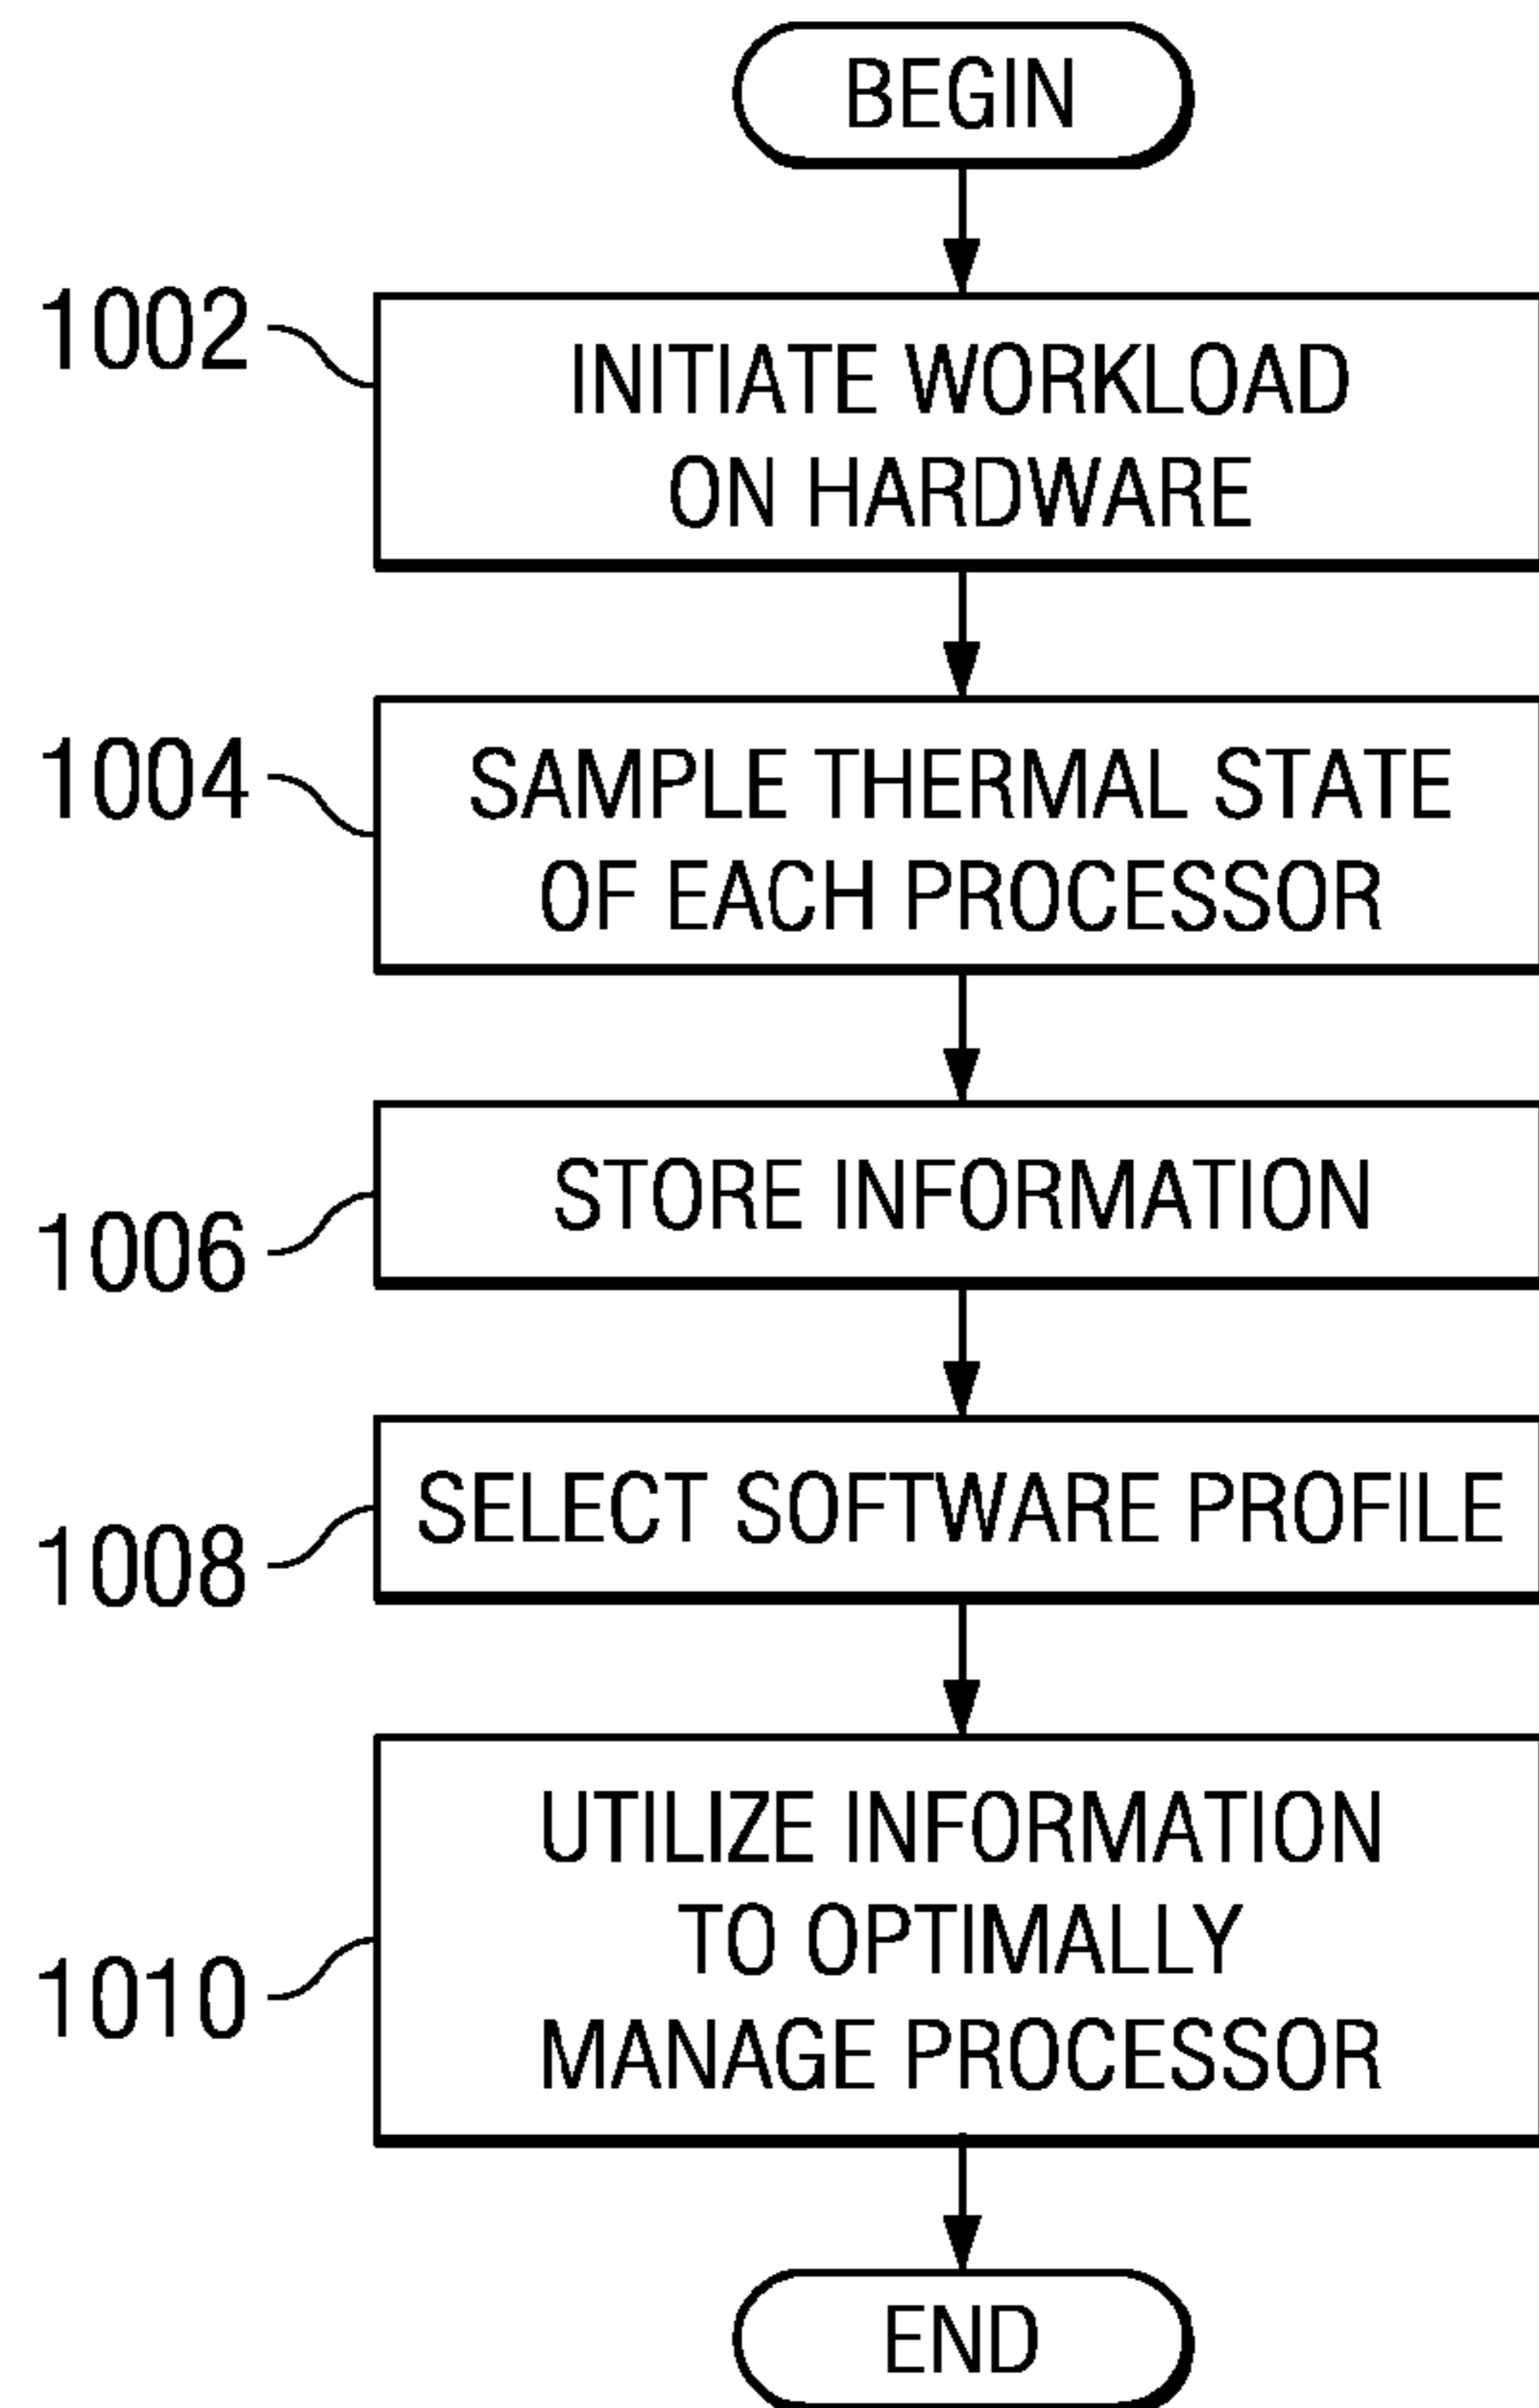 BEGIN
1002
INITIATE WORKLOAD
ON HARDWARE
1004
SAMPLE THERMAL STATE
OF EACH PROCESSOR
1006
STORE INFORMATION
1008
SELECT SOFTWARE PROFILE
1010
UTILIZE INFORMATION
TO OPTIMALLY
MANAGE PROCESSOR
END